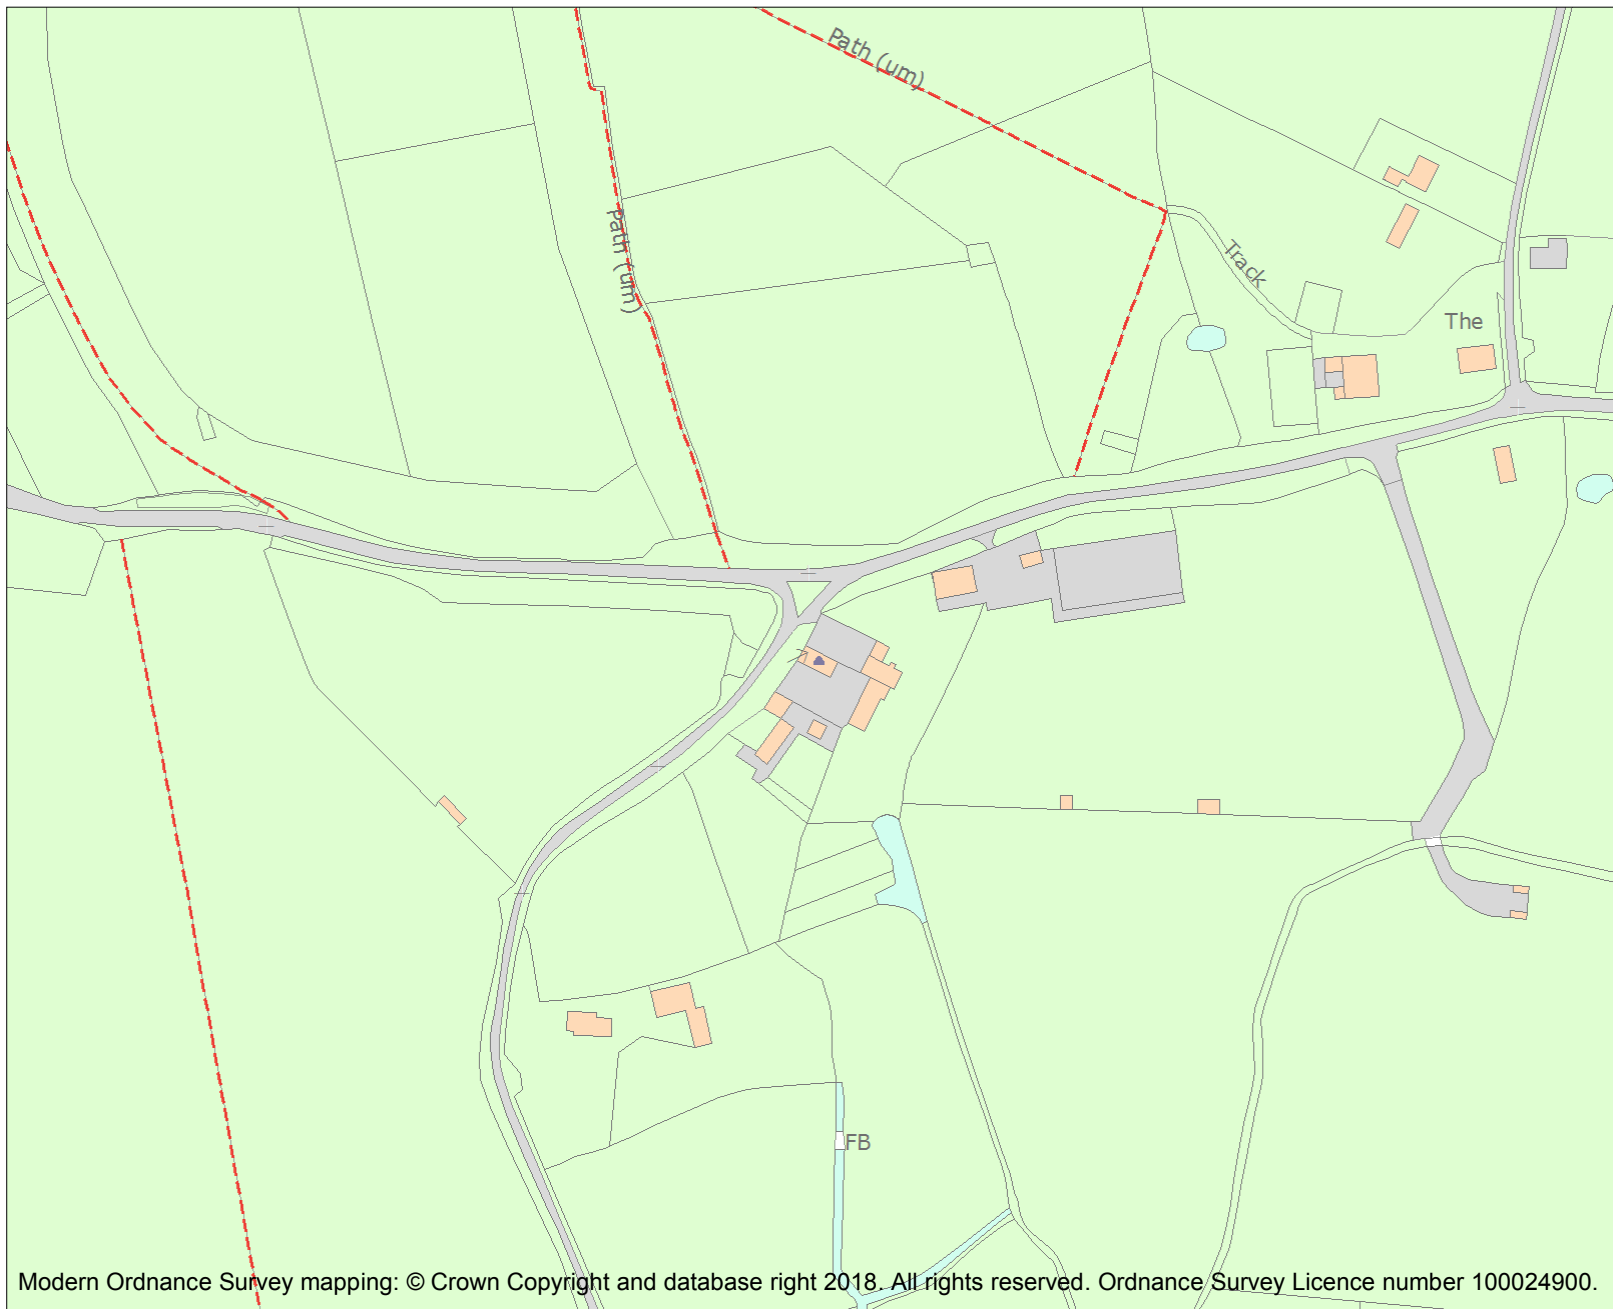 Path (um)
Path (um)
Track
The
FB
Modern Ordnance Survey mapping: © Crown Copyright and database right 2018. All rights reserved. Ordnance Survey Licence number 100024900.